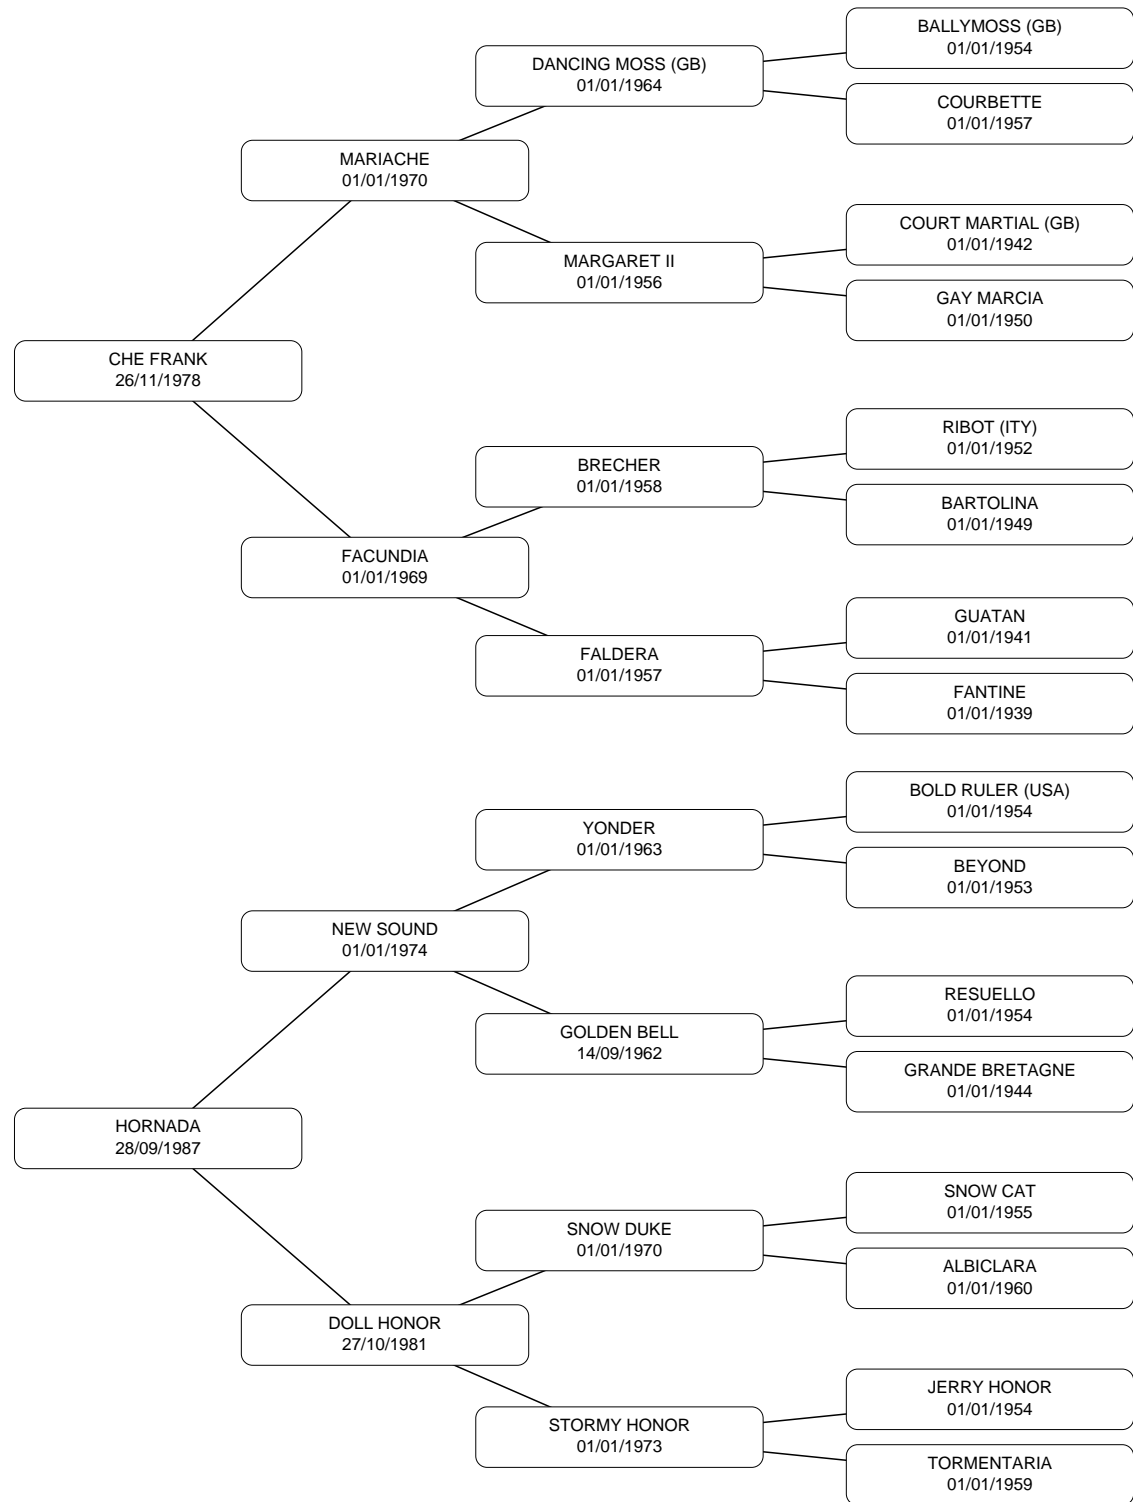 BALLYMOSS (GB)
01/01/1954
DANCING MOSS (GB)
01/01/1964
COURBETTE
01/01/1957
MARIACHE
01/01/1970
COURT MARTIAL (GB)
01/01/1942
MARGARET II
01/01/1956
GAY MARCIA
01/01/1950
CHE FRANK
26/11/1978
RIBOT (ITY)
01/01/1952
BRECHER
01/01/1958
BARTOLINA
01/01/1949
FACUNDIA
01/01/1969
GUATAN
01/01/1941
FALDERA
01/01/1957
FANTINE
01/01/1939
BOLD RULER (USA)
01/01/1954
YONDER
01/01/1963
BEYOND
01/01/1953
NEW SOUND
01/01/1974
RESUELLO
01/01/1954
GOLDEN BELL
14/09/1962
GRANDE BRETAGNE
01/01/1944
HORNADA
28/09/1987
SNOW CAT
01/01/1955
SNOW DUKE
01/01/1970
ALBICLARA
01/01/1960
DOLL HONOR
27/10/1981
JERRY HONOR
01/01/1954
STORMY HONOR
01/01/1973
TORMENTARIA
01/01/1959